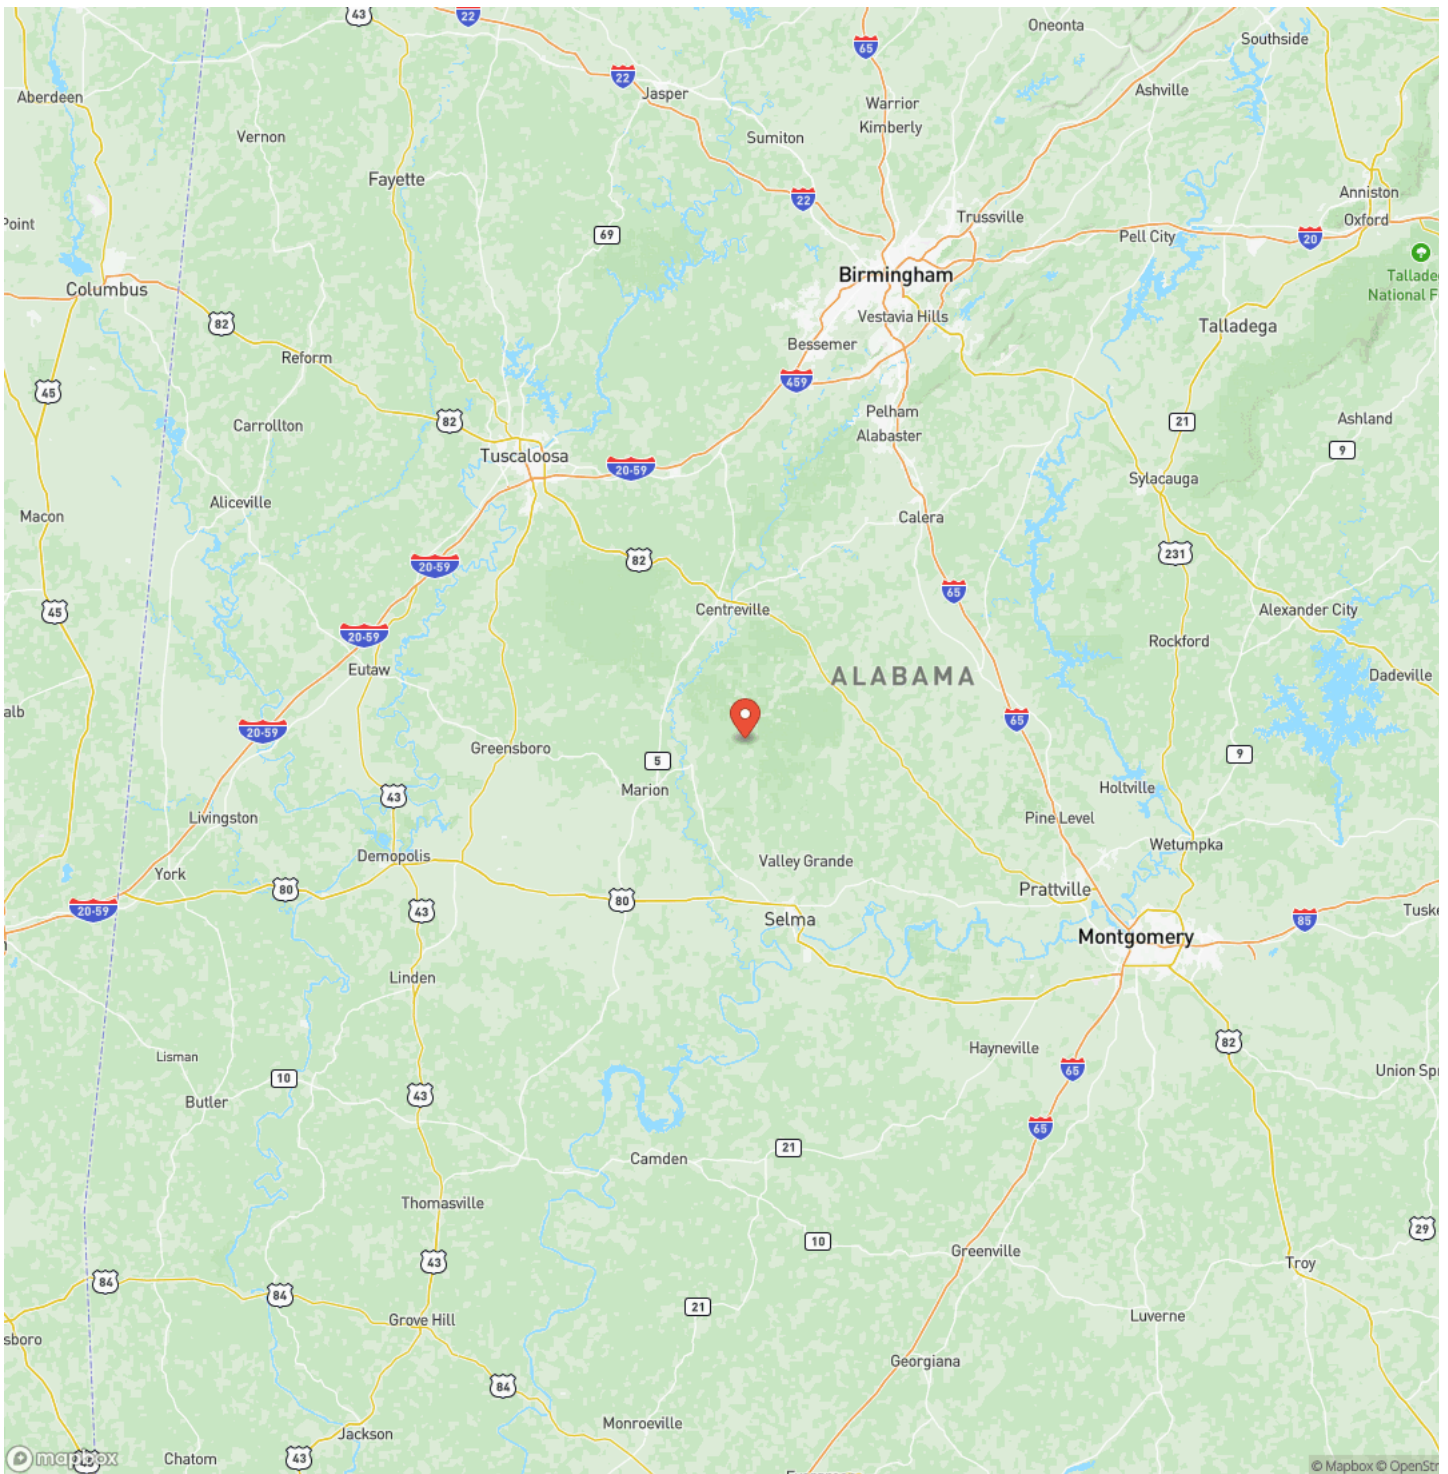 43
22
Oneonta
Southside
65
Aberdeen
22
Jasper
Ashville
Warrior
Kimberly
Vernon
Sumiton
Fayette
Anniston
22
Trussville
Oxford
Point
69
Pell City
20
Birmingham
Columbus
Talladeg
National F
82
Vestavia Hills
Talladega
Bessemer
Reform
459
45
Pelham
Ashland
82
21
Carrollton
Alabaster
9
Tuscaloosa
20-59
Sylacauga
Aliceville
Macon
Calera
231
82
20-59
65
45
Centreville
Alexander City
20-59
Rockford
Eutaw
ALABAMA
Dadeville
alb
65
20-59
Greensboro
9
5
Marion
Holtville
43
Livingston
Pine Level
Wetumpka
Demopolis
Valley Grande
York
80
Prattville
80
20-59
43
Selma
85
Tuske
Montgomery
Linden
82
Hayneville
Lisman
65
Union Spr
10
43
Butler
65
21
Camden
Thomasville
29
10
Greenville
43
Troy
84
84
21
Grove Hill
Luverne
sboro
Georgiana
84
Monroeville
Jackson
mapbox
Chatom
43
© Mapbox © OpenStr